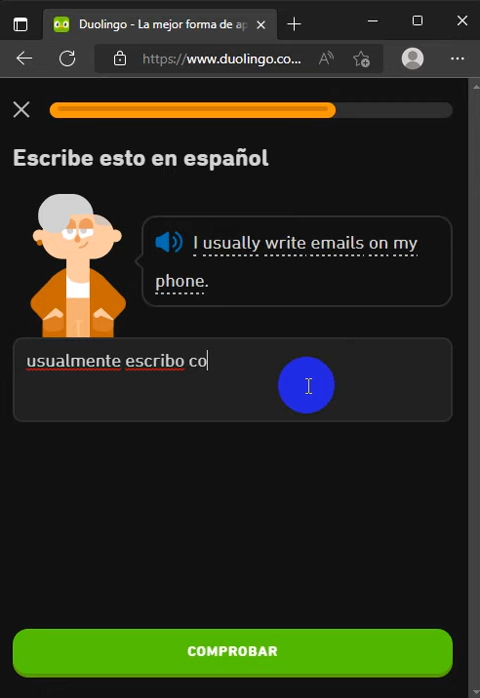 Duolingo - La mejor forma de ap
https://www.duolingo.co...
Escribe esto en español
I usually write emails on my
phone.
usualmente escribo co
COMPROBAR